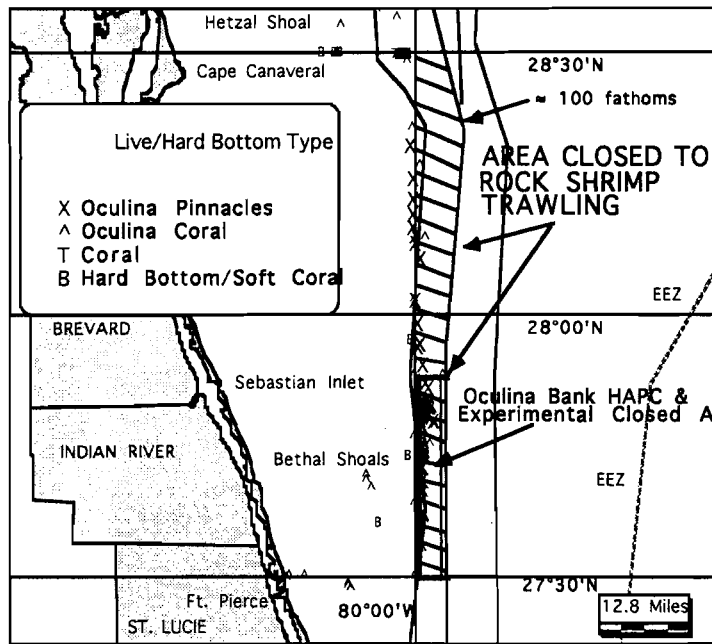 Hetzal Shoal
B
28°30'N
Cape Canaveral
≈ 100 fathoms
Live/Hard Bottom Type
AREA CLOSED TO
ROCK SHRIMP
TRAWLING
X Oculina Pinnacles
^ Oculina Coral
T Coral
B Hard Bottom/Soft Coral
EEZ
28°00'N
BREVARD
B
Sebastian Inlet
Oculina Bank HAPC &
Experimental Closed A
INDIAN RIVER
Bethal Shoals
B
EEZ
B
27°30'N
Ft. Pierce
80°00'W
12.8 Miles
ST. LUCIE